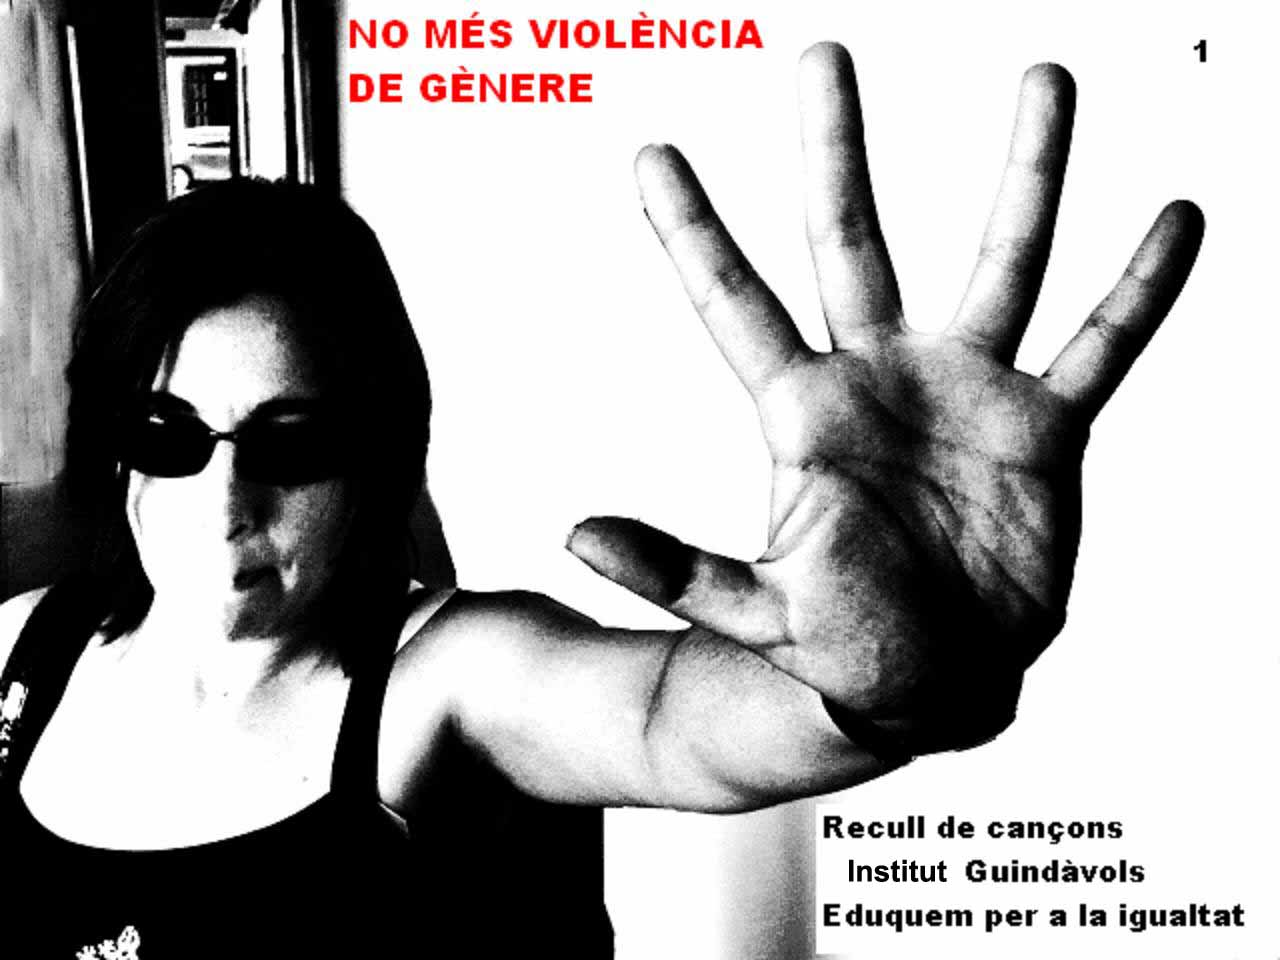 NO MÉS VIOLÈNCIA
DE GÈNERE
1
Recull de cançons
Institut Guindàvols
Eduquem per a la igualtat